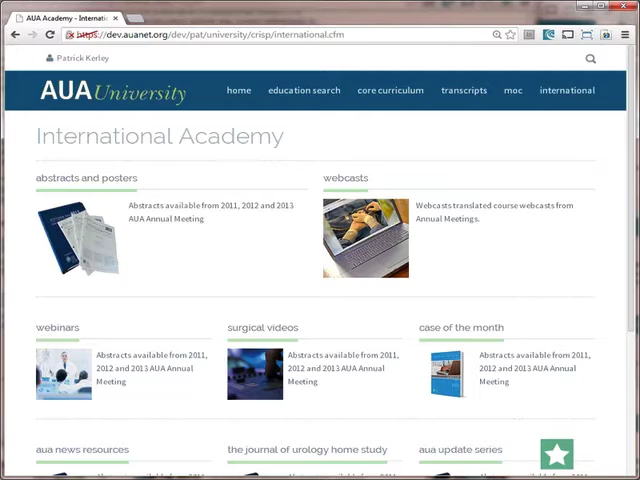 AUA Academy - Internatio
https://dev.auanet.org/dev/pat/university/crisp/international.cfm
Patrick Kerley
AUA University
home education search core curriculum transcripts moc international
International Academy
abstracts and posters
webcasts
Abstracts available from 2011, 2012 and 2013
AUA Annual Meeting
Webcasts translated course webcasts from
Annual Meetings.
webinars
surgical videos
case of the month
Abstracts available from 2011,
2012 and 2013 AUA Annual
Meeting
Abstracts available from 2011,
2012 and 2013 AUA Annual
Meeting
Abstracts available from 2011,
2012 and 2013 AUA Annual
Meeting
aua news resources
the journal of urology home study
aua update series